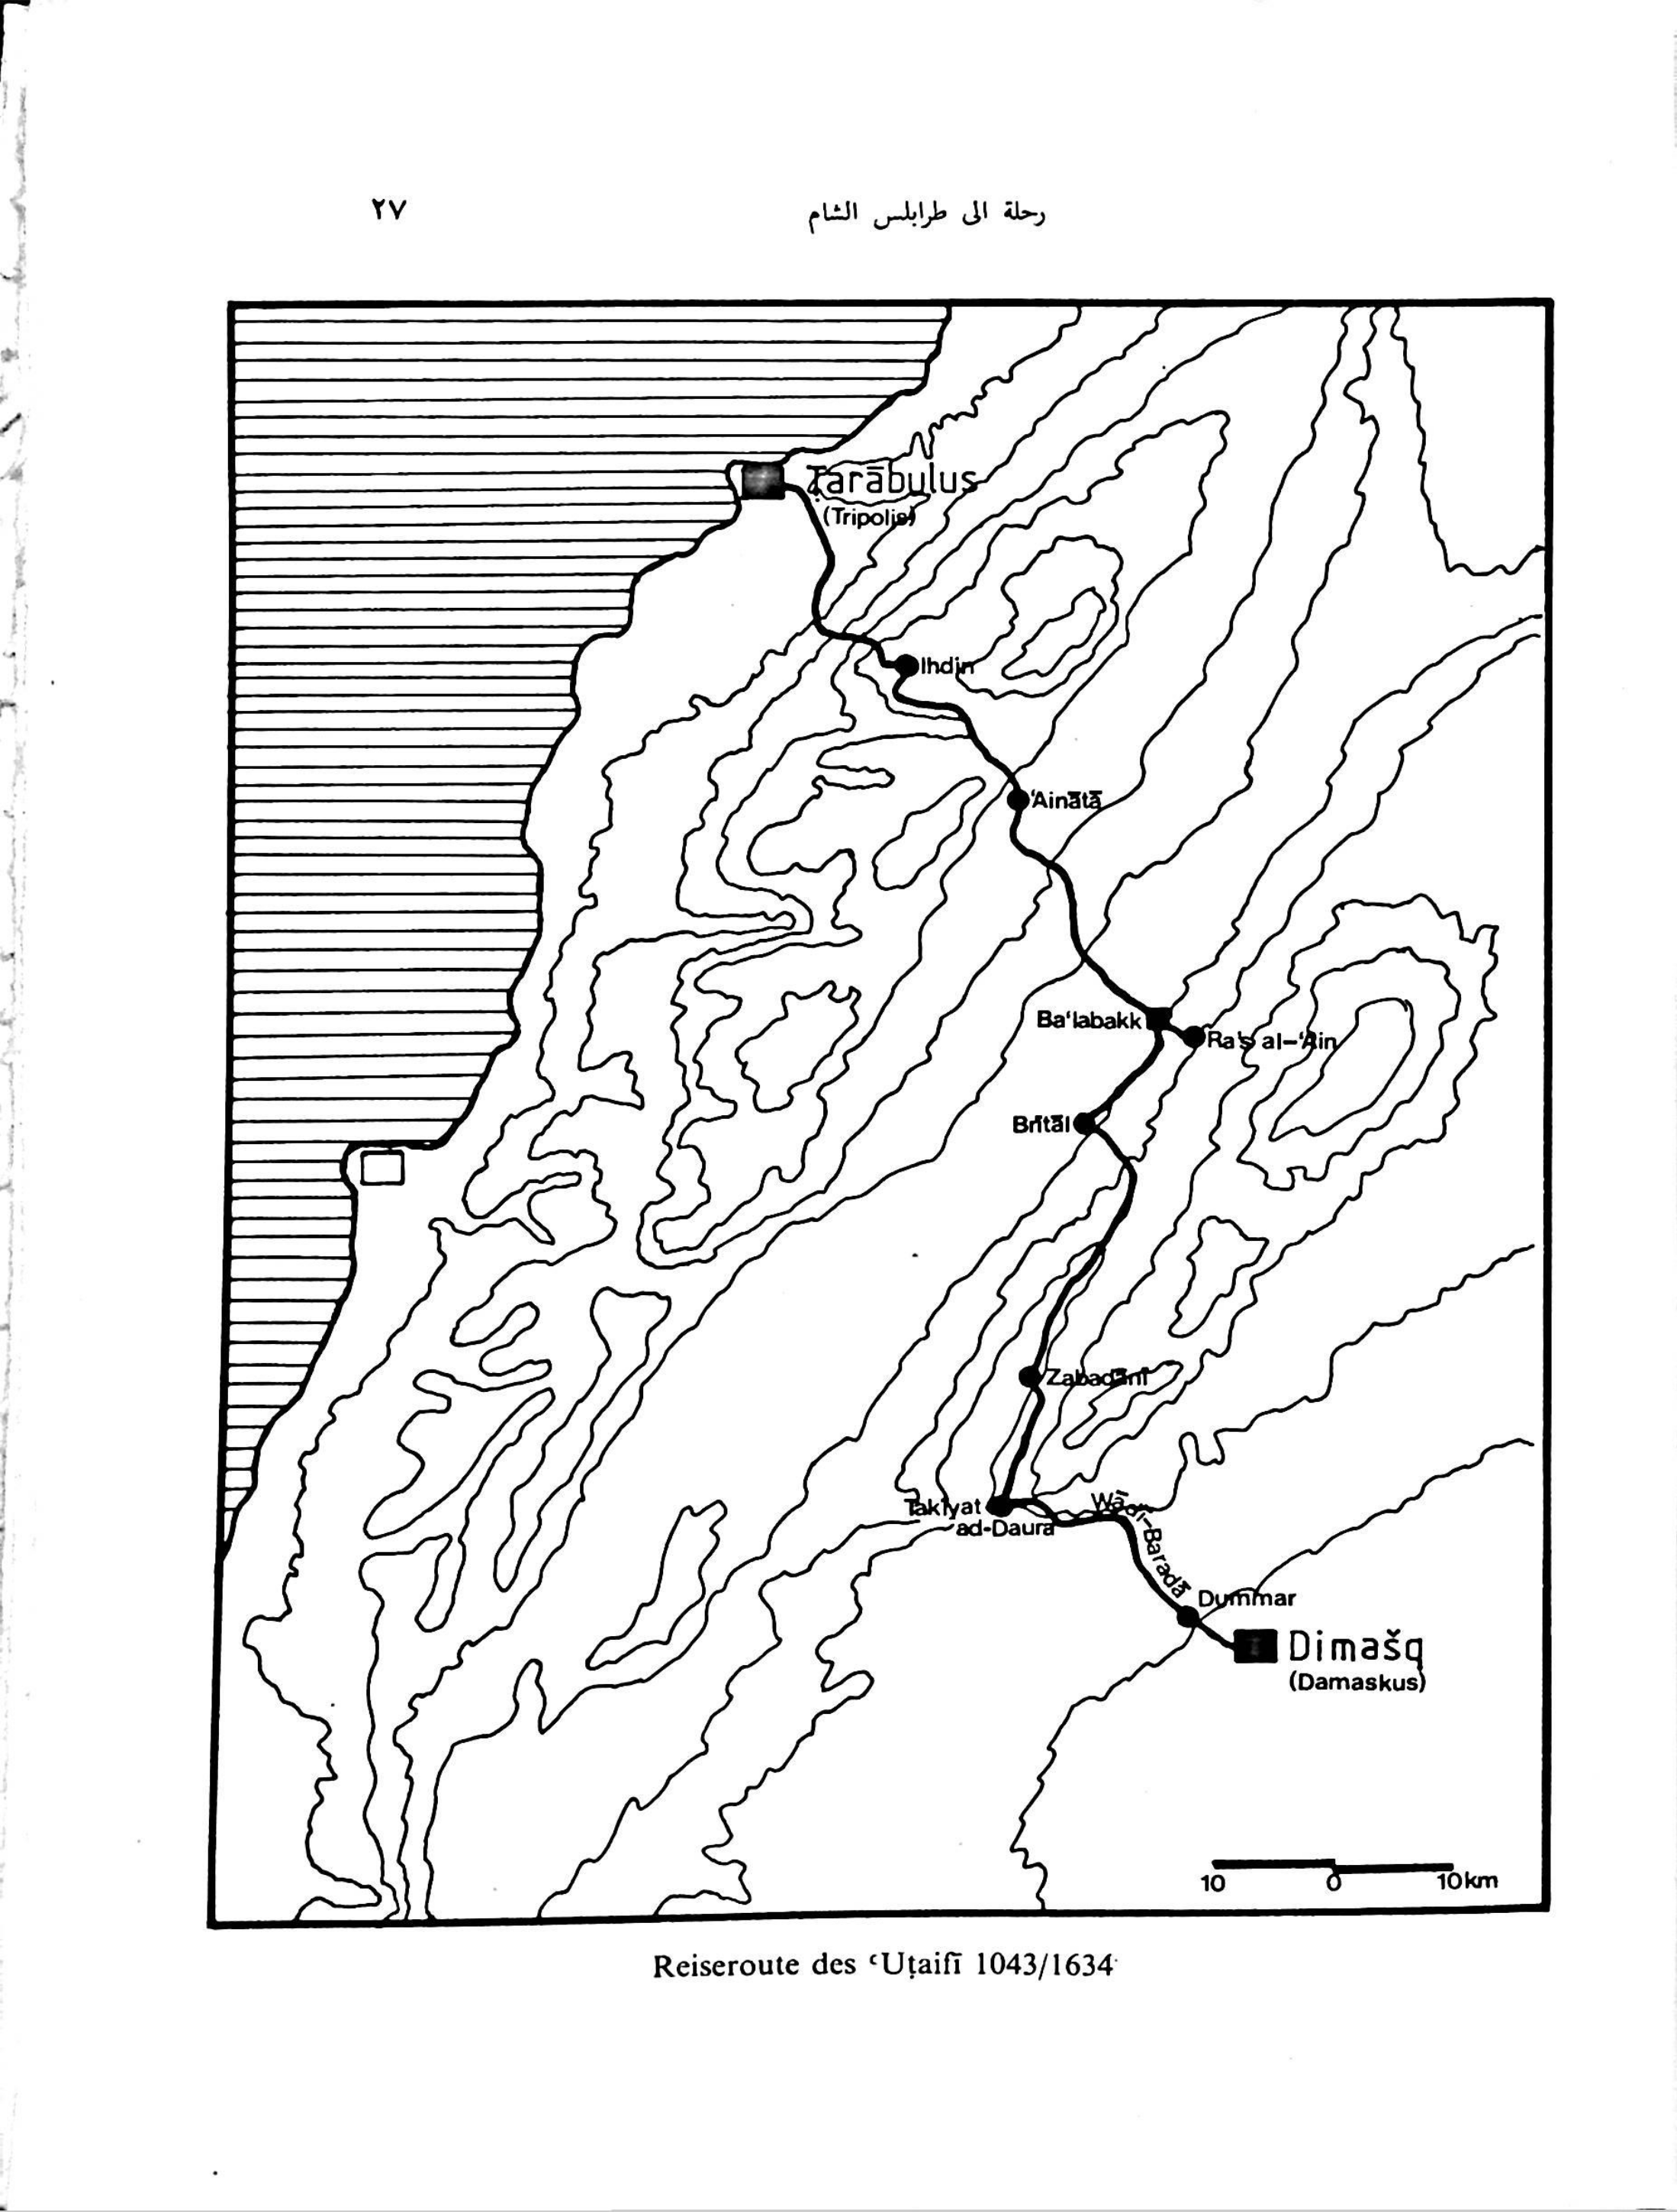 رحلة الى طرابلس الشام
٢٧
Ṭarābulus
(Tripolis)
Ihdin
'Ainātā
Ba'labakk
Ra's al-'Ain
Brītāl
Zabadānī
Takīyat
ad-Daura
Wādī-Baradā
Dummar
Dimašq
(Damaskus)
10 0 10km
Reiseroute des ʿUṭaifī 1043/1634